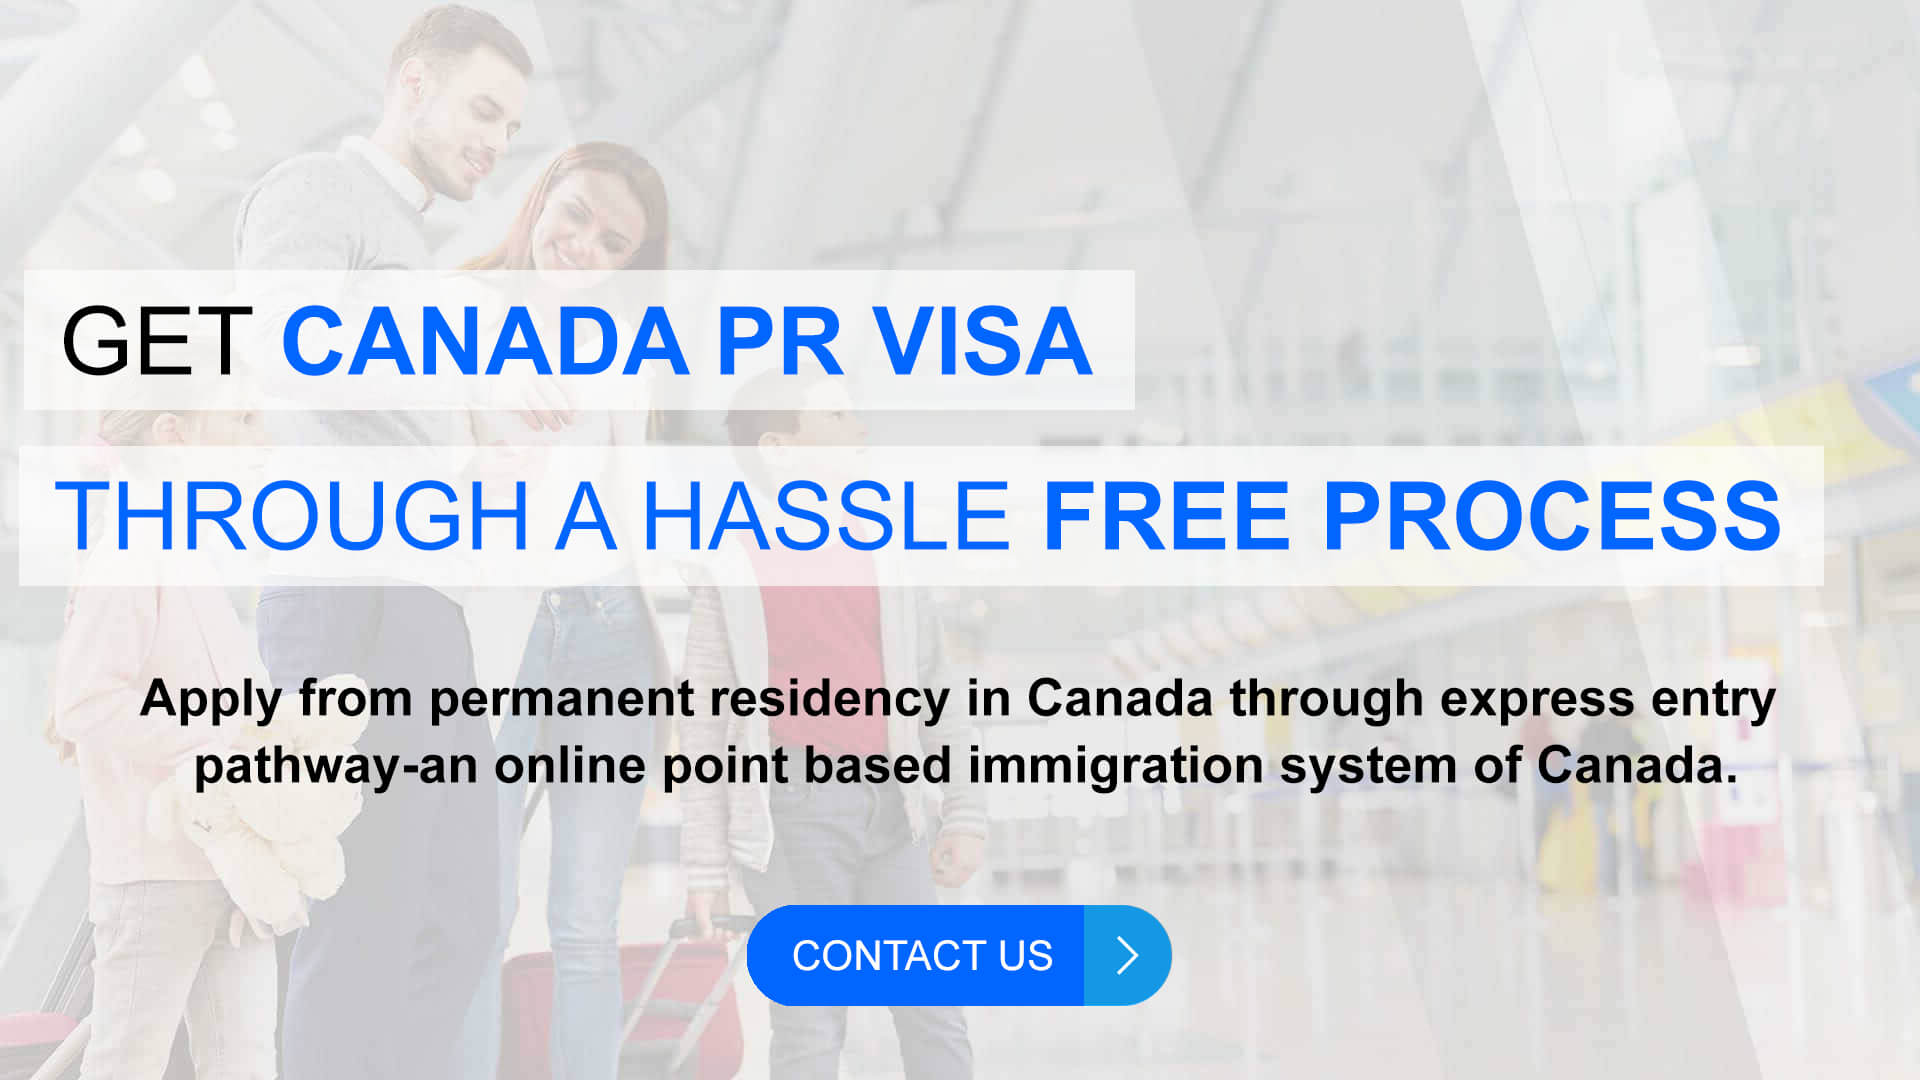 GET CANADA PR VISA
THROUGH A HASSLE FREE PROCESS
Apply from permanent residency in Canada through express entry
pathway-an online point based immigration system of Canada.
CONTACT US